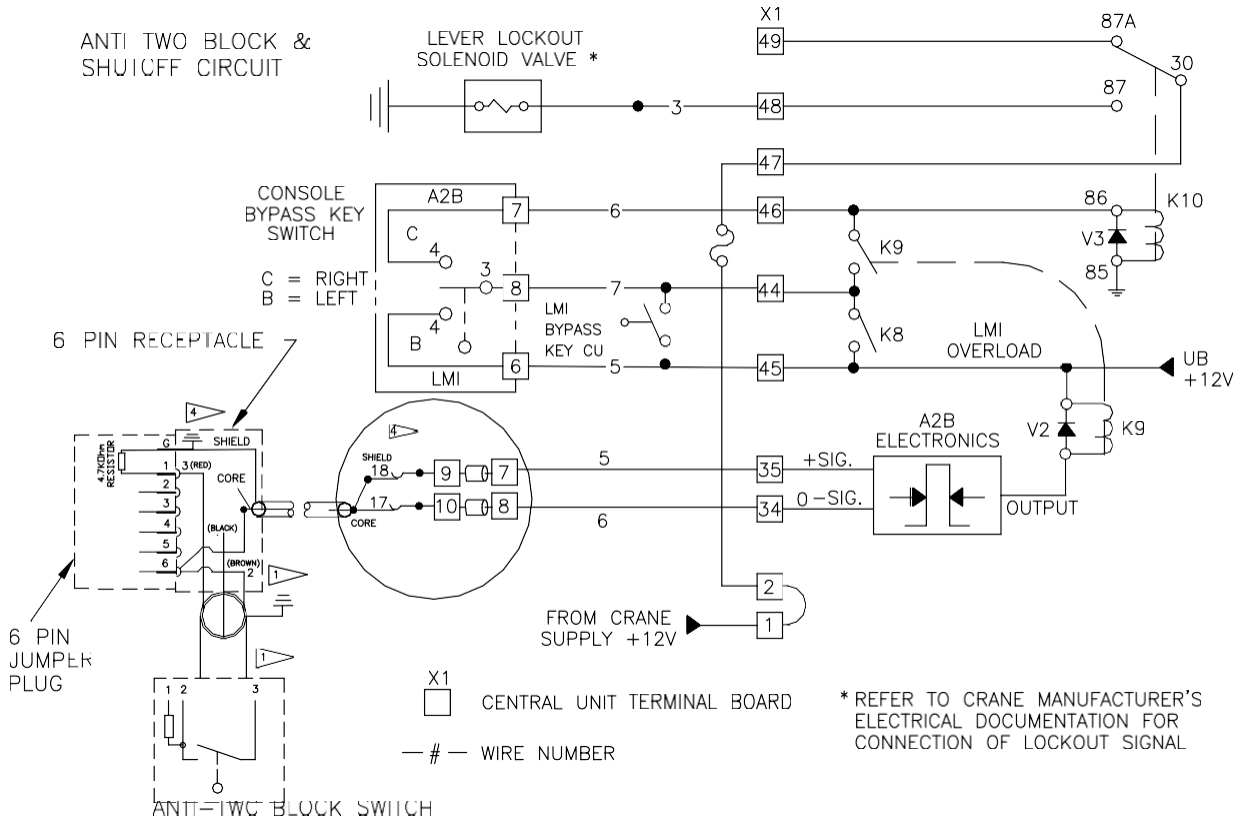 ANTI TWO BLOCK &
SHUTOFF CIRCUIT
LEVER LOCKOUT
SOLENOID VALVE *
X1
49
87A
30
3
48
87
47
CONSOLE
BYPASS KEY
SWITCH
A2B
7
6
46
86
K10
C
4
K9
V3
C = RIGHT
B = LEFT
3
8
7
44
85
4
LMI
BYPASS
KEY CU
K8
LMI
OVERLOAD
B
6 PIN RECEPTACLE
LMI
6
5
45
UB
+12V
4
4
G
SHIELD
4.7KOhm
RESISTOR
1
3 (RED)
2
3
4
5
6
CORE
(BLACK)
(BROWN)
2
1
SHIELD
18
9
7
5
35
+SIG.
17
10
8
6
34
0 -SIG.
CORE
A2B
ELECTRONICS
V2
K9
OUTPUT
2
FROM CRANE
SUPPLY +12V
1
6 PIN
JUMPER
PLUG
1
1 2 3
X1
CENTRAL UNIT TERMINAL BOARD
— # — WIRE NUMBER
* REFER TO CRANE MANUFACTURER'S
ELECTRICAL DOCUMENTATION FOR
CONNECTION OF LOCKOUT SIGNAL
ANTI-TWO BLOCK SWITCH